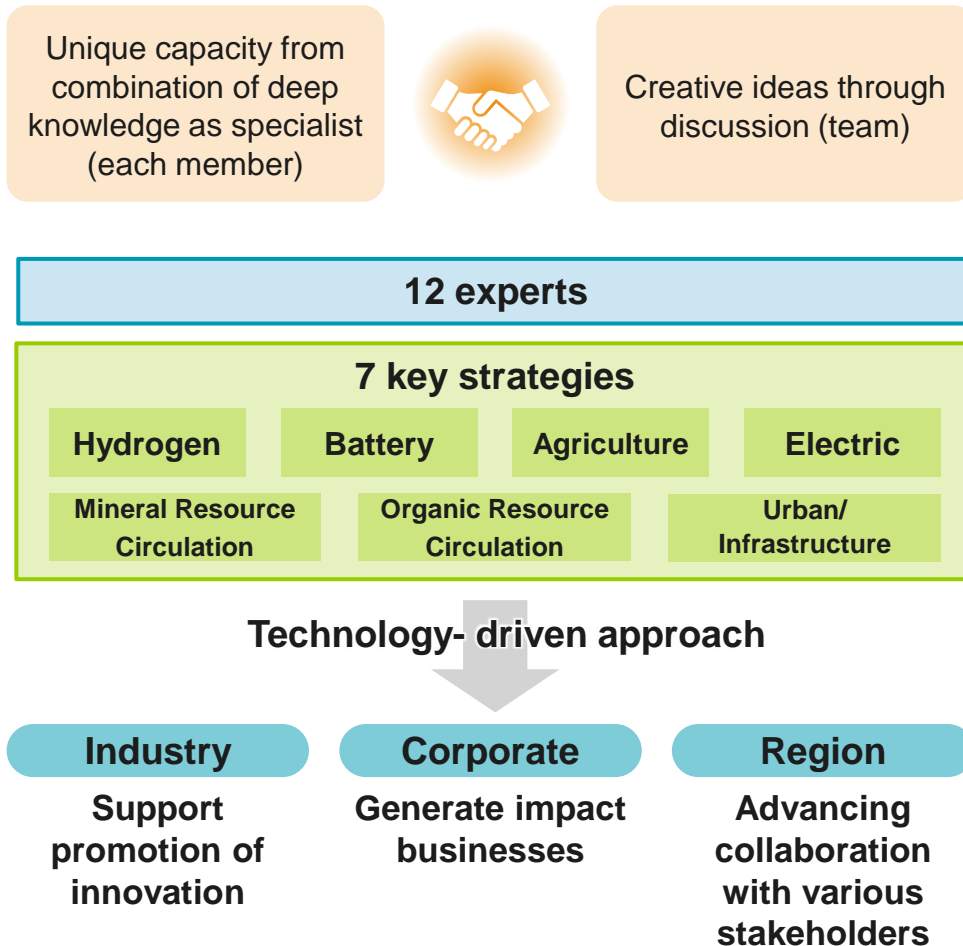 Unique capacity from
combination of deep
knowledge as specialist
(each member)
Creative ideas through
discussion (team)
12 experts
7 key strategies
Hydrogen
Battery
Agriculture
Electric
Mineral Resource
Circulation
Organic Resource
Circulation
Urban/
Infrastructure
Technology- driven approach
Industry
Corporate
Region
Support
promotion of
innovation
Generate impact
businesses
Advancing
collaboration
with various
stakeholders